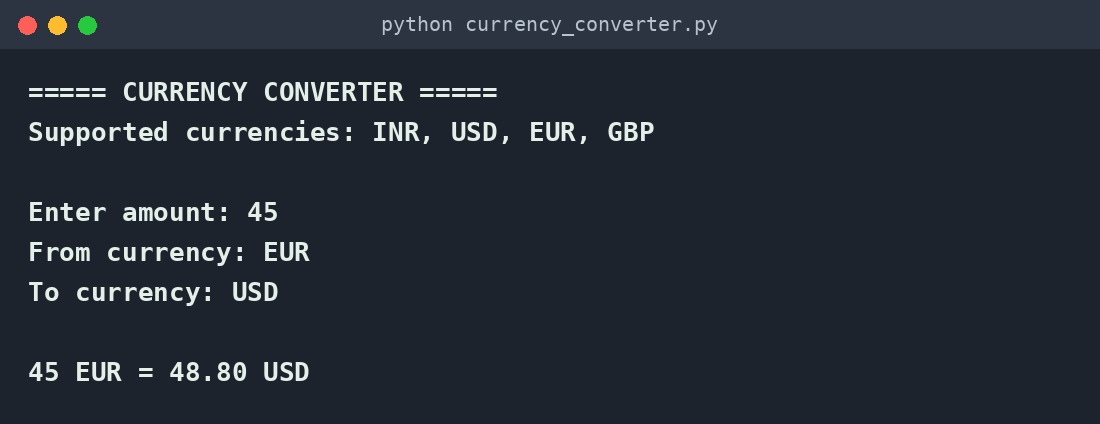 python currency_converter.py
===== CURRENCY CONVERTER =====
Supported currencies: INR, USD, EUR, GBP
Enter amount: 45
From currency: EUR
To currency: USD
45 EUR = 48.80 USD